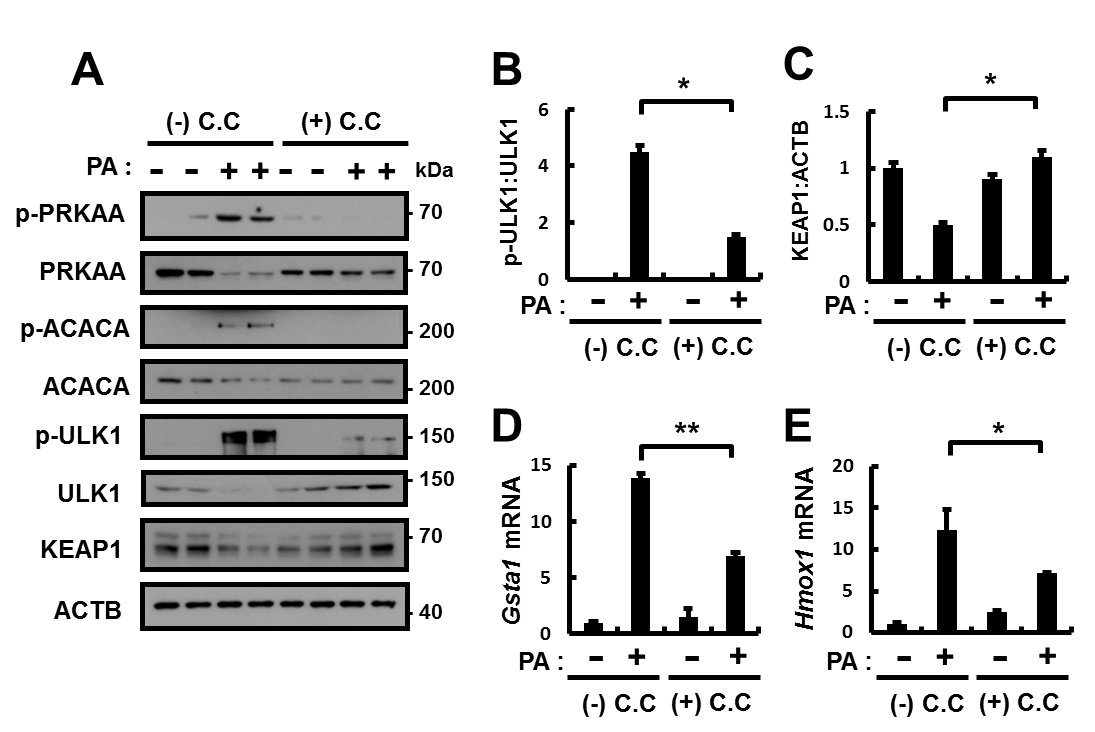 A
(-) C.C (+) C.C
PA : - - + + - - + + kDa
p-PRKAA 70
PRKAA 70
p-ACACA 200
ACACA 200
p-ULK1 150
ULK1 150
KEAP1 70
ACTB 40
B
*
p-ULK1:ULK1
6
4
2
0
PA : - + - +
(-) C.C (+) C.C
C
*
KEAP1:ACTB
1.5
1
0.5
0
PA : - + - +
(-) C.C (+) C.C
D
**
Gsta1 mRNA
15
10
5
0
PA : - + - +
(-) C.C (+) C.C
E
*
Hmox1 mRNA
20
15
10
5
0
PA : - + - +
(-) C.C (+) C.C